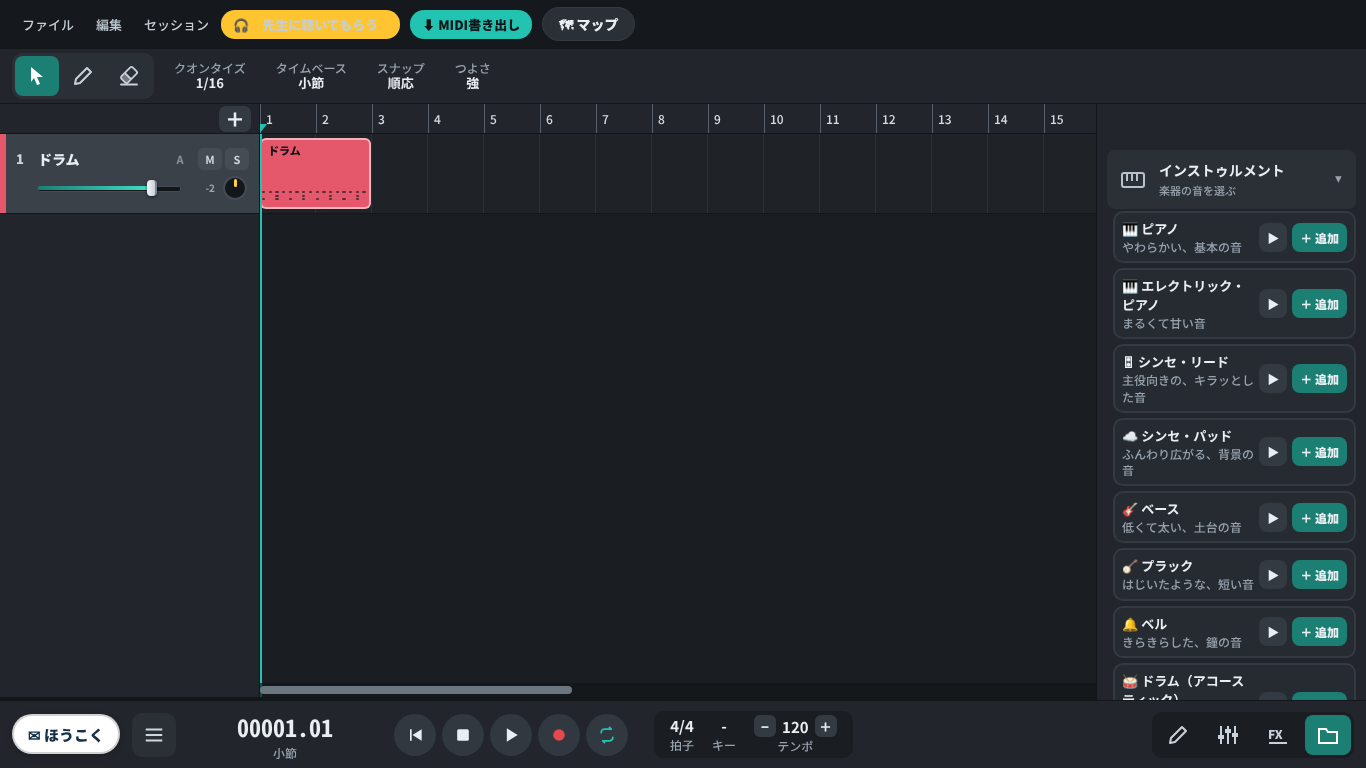 ファイル 編集 セッション 🎧 先生に聴いてもらう ⬇ MIDI書き出し 🗺 マップ
クオンタイズ タイムベース スナップ つよさ
1/16 小節 順応 強
1 2 3 4 5 6 7 8 9 10 11 12 13 14 15
1 ドラム A M S
-2
ドラム
インストゥルメント
楽器の音を選ぶ
🎹 ピアノ
やわらかい、基本の音
+ 追加
🎹 エレクトリック・
ピアノ
まるくて甘い音
+ 追加
🎛 シンセ・リード
主役向きの、キラッとし
た音
+ 追加
☁️ シンセ・パッド
ふんわり広がる、背景の
音
+ 追加
🎸 ベース
低くて太い、土台の音
+ 追加
🪕 プラック
はじいたような、短い音
+ 追加
🔔 ベル
きらきらした、鐘の音
+ 追加
🥁 ドラム（アコース
ティック）
✉ ほうこく
00001.01
小節
4/4 - − 120 +
拍子 キー テンポ
FX